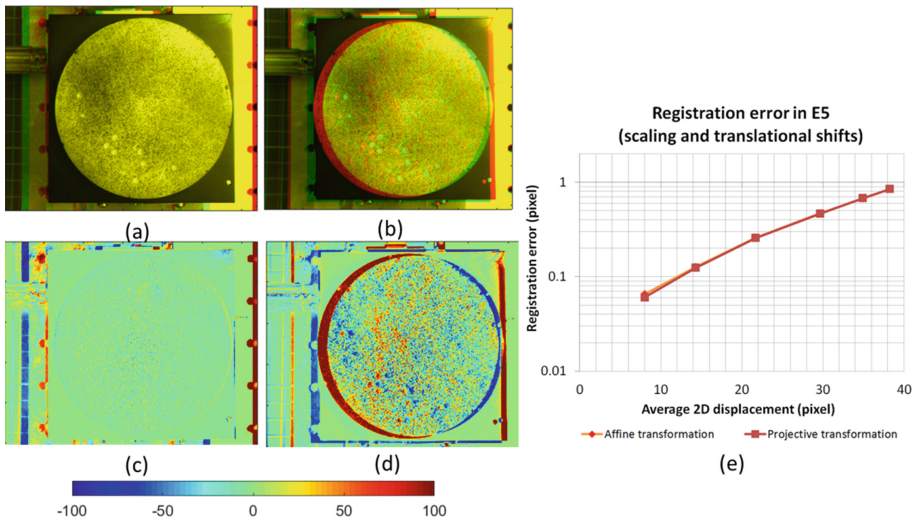 (a)
(b)
(c)
(d)
-100
-50
0
50
100
Registration error in E5
(scaling and translational shifts)
Registration error (pixel)
1
0.1
0.01
0
10
20
30
40
Average 2D displacement (pixel)
Affine transformation
Projective transformation
(e)